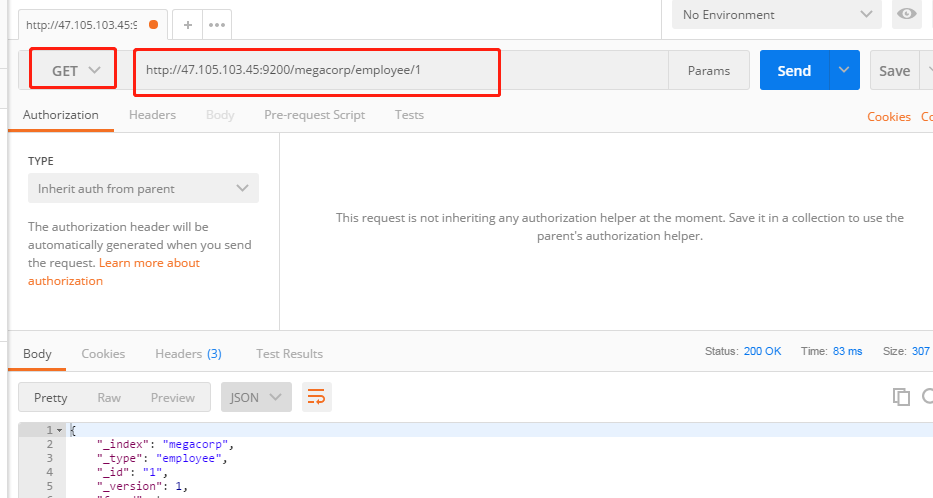 http://47.105.103.45:9
+
•••
No Environment
GET
http://47.105.103.45:9200/megacorp/employee/1
Params
Send
Save
Authorization
Headers
Body
Pre-request Script
Tests
Cookies
Co
TYPE
Inherit auth from parent
The authorization header will be
automatically generated when you send
the request. Learn more about
authorization
This request is not inheriting any authorization helper at the moment. Save it in a collection to use the
parent's authorization helper.
Body
Cookies
Headers (3)
Test Results
Status: 200 OK
Time: 83 ms
Size: 307
Pretty
Raw
Preview
JSON
1 {
2 "_index": "megacorp",
3 "_type": "employee",
4 "_id": "1",
5 "_version": 1,